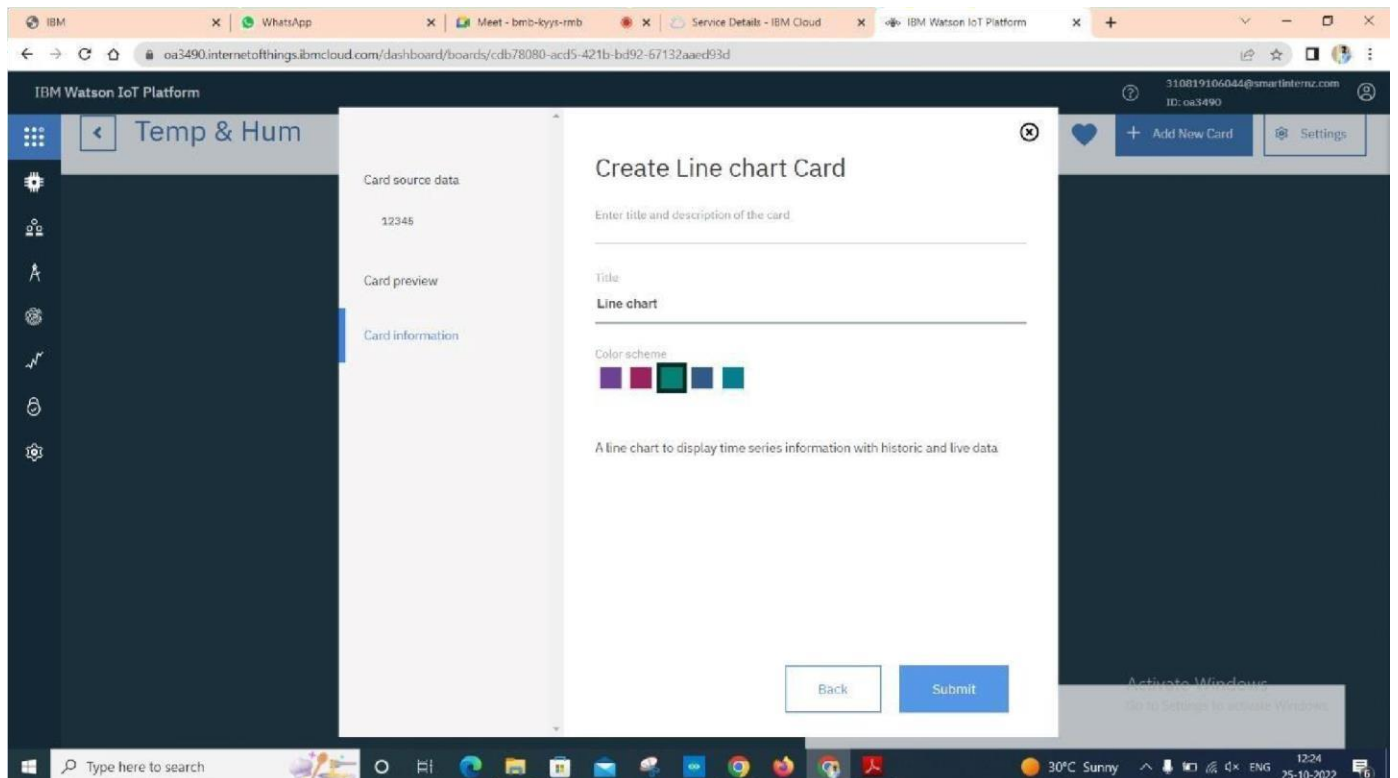 IBM
WhatsApp
Meet - bmb-kyys-rmb
Service Details - IBM Cloud
IBM Watson IoT Platform
oa3490.internetofthings.ibmcloud.com/dashboard/boards/cdb78080-acd5-421b-bd92-67132aaed93d
IBM Watson IoT Platform
310819106044@smartinternz.com
ID: oa3490
Temp & Hum
+ Add New Card
Settings
Card source data
12345
Card preview
Card information
Create Line chart Card
Enter title and description of the card
Title
Line chart
Color scheme
A line chart to display time series information with historic and live data
Back
Submit
Activate Windows
Go to Settings to activate Windows.
Type here to search
30°C Sunny
ENG
12:24
25-10-2022
6